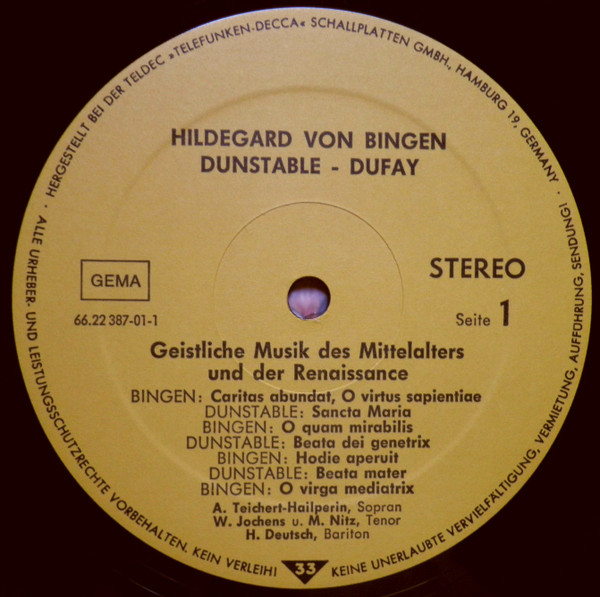 HERGESTELLT BEI DER TELDEC »TELEFUNKEN-DECCA« SCHALLPLATTEN GMBH., HAMBURG 19, GERMANY ·
ALLE URHEBER- UND LEISTUNGSSCHUTZRECHTE VORBEHALTEN. KEIN VERLEIH! KEINE UNERLAUBTE VERVIELFÄLTIGUNG, VERMIETUNG, AUFFÜHRUNG, SENDUNG!
HILDEGARD VON BINGEN
DUNSTABLE - DUFAY
GEMA
STEREO
66.22 387-01-1
Seite 1
Geistliche Musik des Mittelalters
und der Renaissance
BINGEN: Caritas abundat, O virtus sapientiae
DUNSTABLE: Sancta Maria
BINGEN: O quam mirabilis
DUNSTABLE: Beata dei genetrix
BINGEN: Hodie aperuit
DUNSTABLE: Beata mater
BINGEN: O virga mediatrix
A. Teichert-Hailperin, Sopran
W. Jochens u. M. Nitz, Tenor
H. Deutsch, Bariton
33